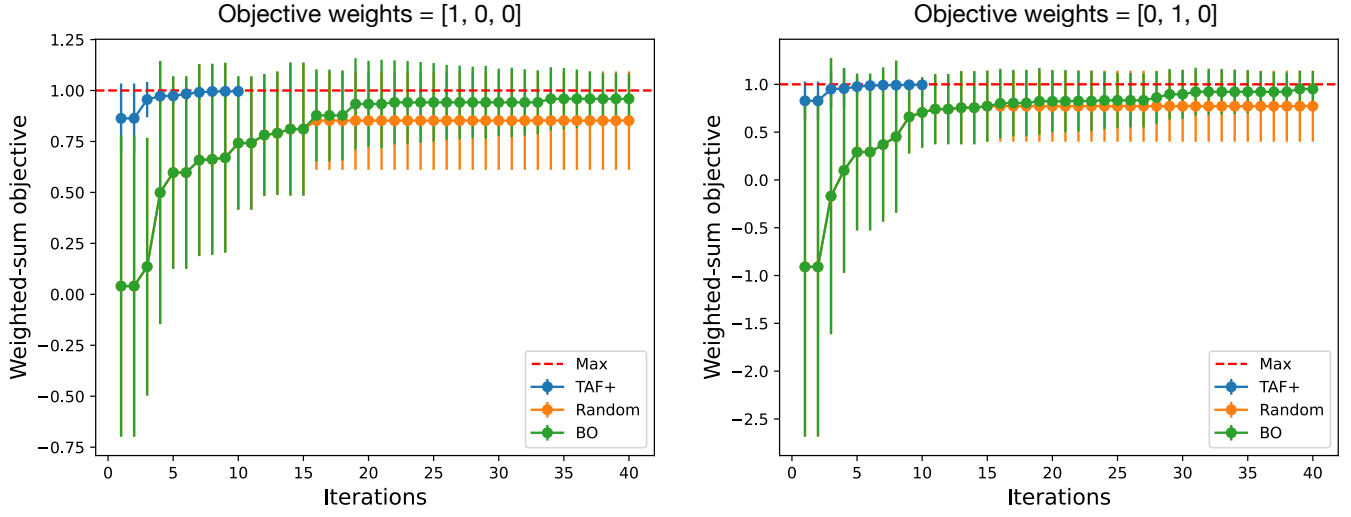 Objective weights = [1, 0, 0]
1.25
1.00
0.75
0.50
0.25
0.00
−0.25
−0.50
−0.75
Weighted-sum objective
0 5 10 15 20 25 30 35 40
Iterations
Max
TAF+
Random
BO
Objective weights = [0, 1, 0]
1.0
0.5
0.0
−0.5
−1.0
−1.5
−2.0
−2.5
Weighted-sum objective
0 5 10 15 20 25 30 35 40
Iterations
Max
TAF+
Random
BO